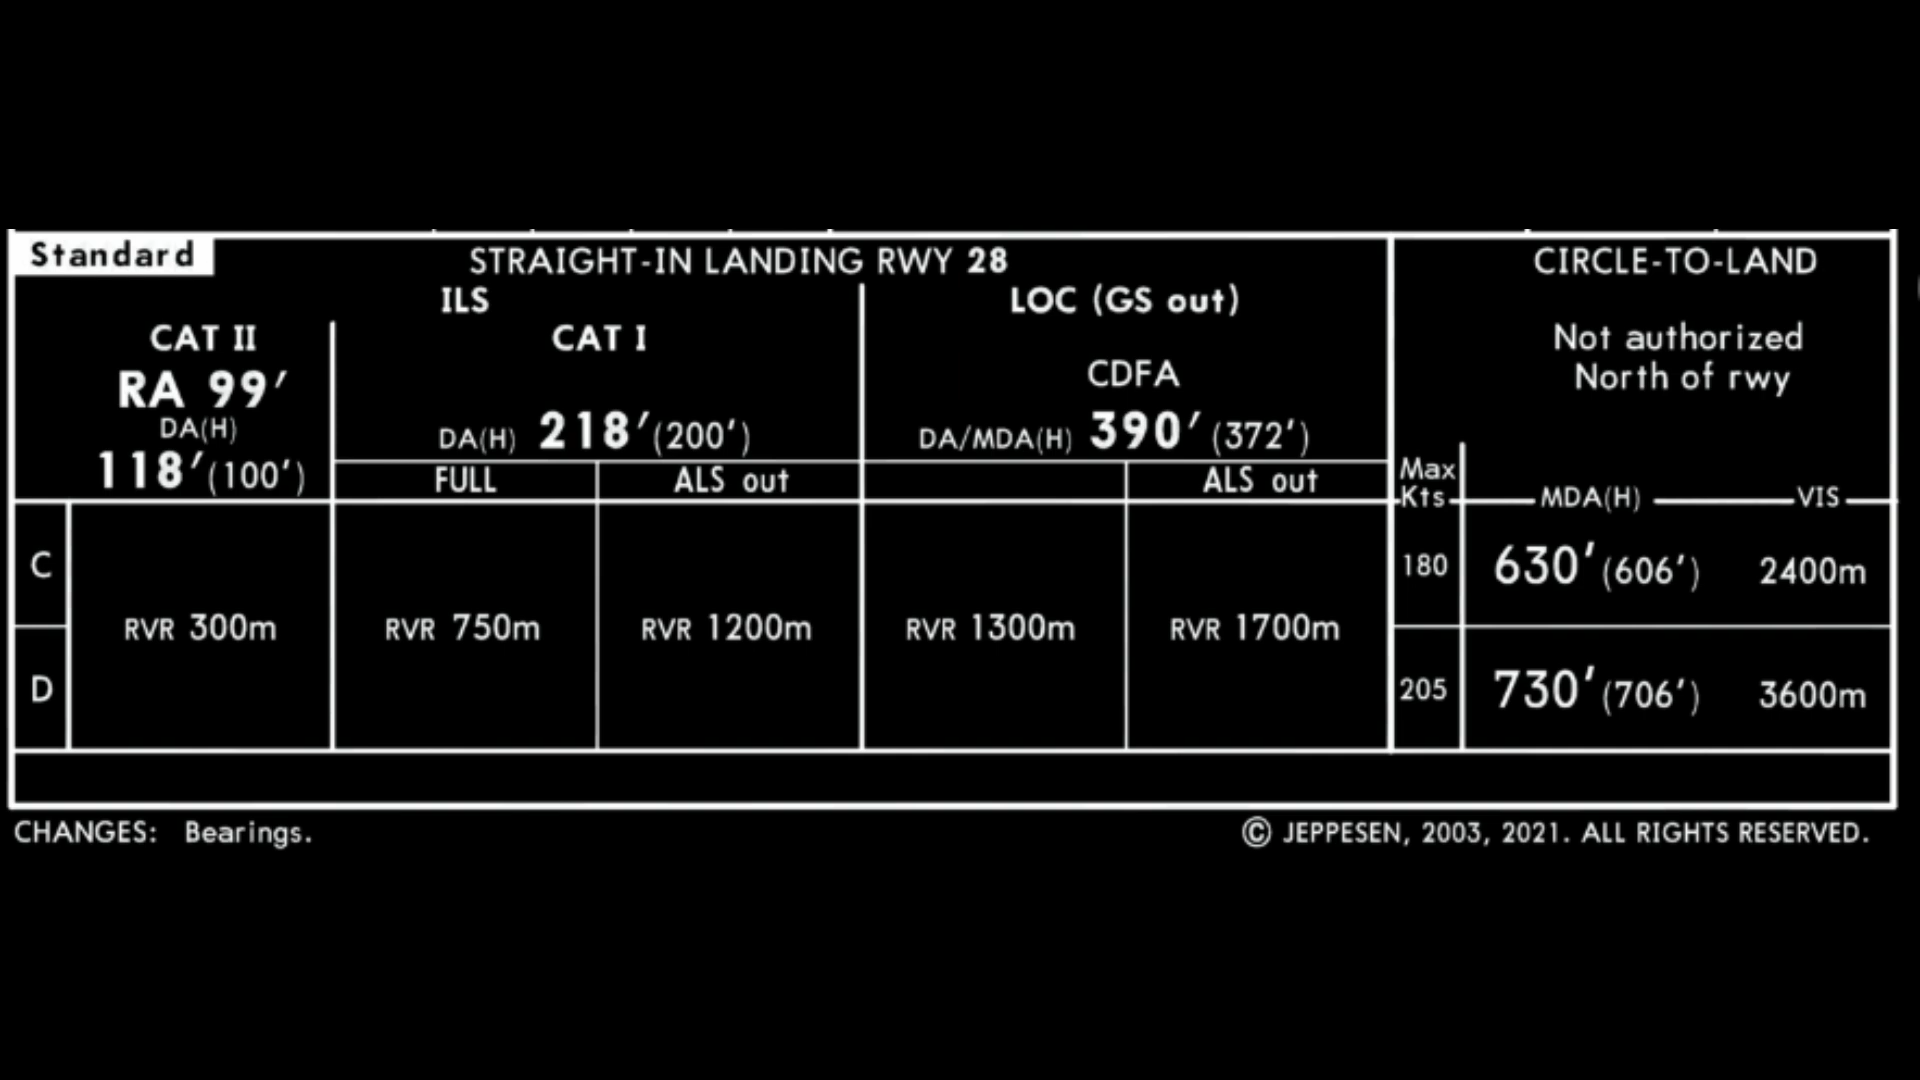 Standard
STRAIGHT-IN LANDING RWY 28
CIRCLE-TO-LAND
ILS
LOC (GS out)
CAT II
CAT I
Not authorized
North of rwy
RA 99′
CDFA
DA(H)
118′(100′)
DA(H) 218′(200′)
DA/MDA(H) 390′(372′)
FULL
ALS out
ALS out
Max
Kts
MDA(H)
VIS
C
D
RVR 300m
RVR 750m
RVR 1200m
RVR 1300m
RVR 1700m
180
630′(606′)
2400m
205
730′(706′)
3600m
CHANGES: Bearings.
© JEPPESEN, 2003, 2021. ALL RIGHTS RESERVED.